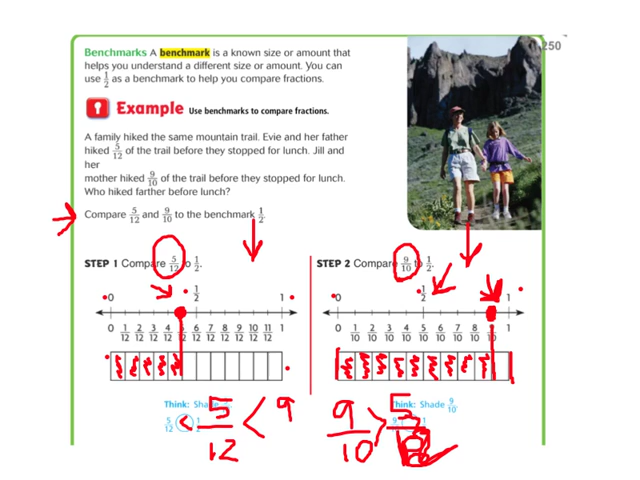 250
Benchmarks A benchmark is a known size or amount that
helps you understand a different size or amount. You can
use 1/2 as a benchmark to help you compare fractions.
! Example Use benchmarks to compare fractions.
A family hiked the same mountain trail. Evie and her father
hiked 5/12 of the trail before they stopped for lunch. Jill and
her
mother hiked 9/10 of the trail before they stopped for lunch.
Who hiked farther before lunch?
Compare 5/12 and 9/10 to the benchmark 1/2.
STEP 1 Compare 5/12 to 1/2.
0 1/2 1
0 1/12 2/12 3/12 4/12 6/12 7/12 8/12 9/12 10/12 11/12 1
Think: Shade
5/12 < 1/2
5/12 < 9
STEP 2 Compare 9/10 to 1/2.
0 1/2 1
0 1/10 2/10 3/10 4/10 5/10 6/10 7/10 8/10 1
Think: Shade 9/10.
9/10 > 5